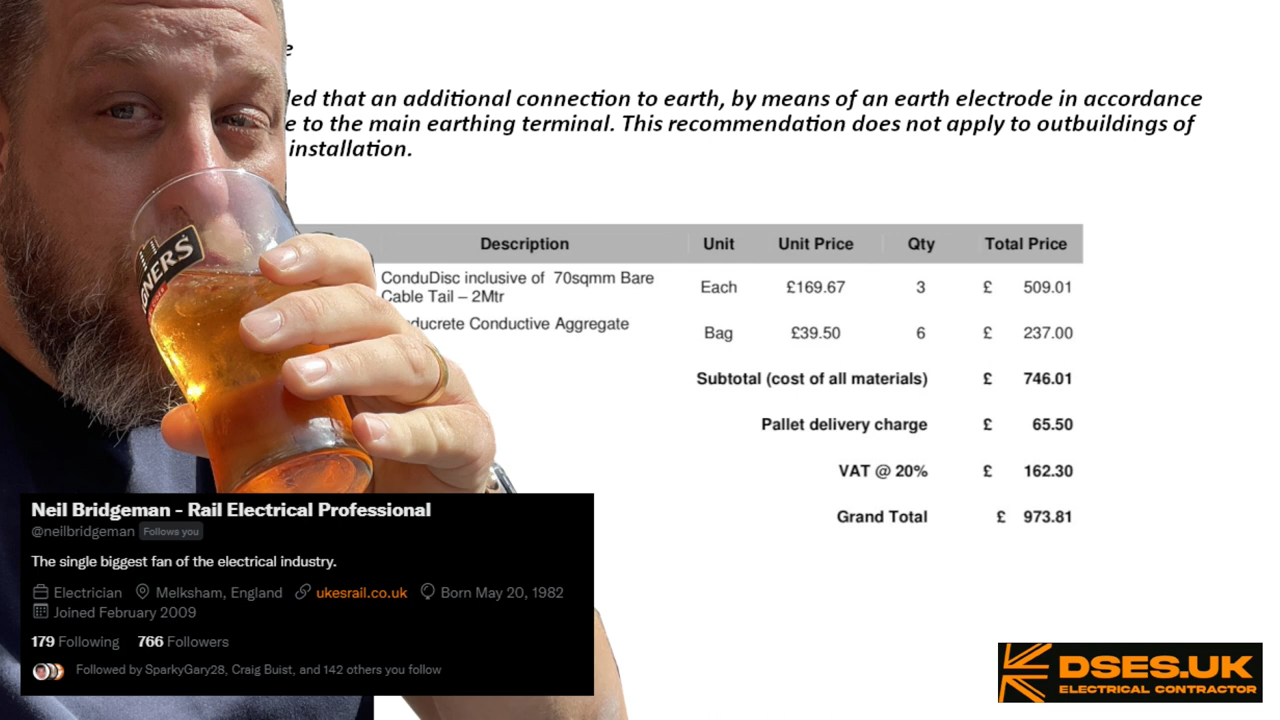 e
led that an additional connection to earth, by means of an earth electrode in accordance
e to the main earthing terminal. This recommendation does not apply to outbuildings of
installation.
Description Unit Unit Price Qty Total Price
ConduDisc inclusive of 70sqmm Bare
Cable Tail – 2Mtr
Each £169.67 3 £ 509.01
ducrete Conductive Aggregate
Bag £39.50 6 £ 237.00
Subtotal (cost of all materials) £ 746.01
Pallet delivery charge £ 65.50
VAT @ 20% £ 162.30
Grand Total £ 973.81
NERS
Neil Bridgeman - Rail Electrical Professional
@neilbridgeman Follows you
The single biggest fan of the electrical industry.
Electrician Melksham, England ukesrail.co.uk Born May 20, 1982
Joined February 2009
179 Following 766 Followers
Followed by SparkyGary28, Craig Buist, and 142 others you follow
DSES.UK
ELECTRICAL CONTRACTOR